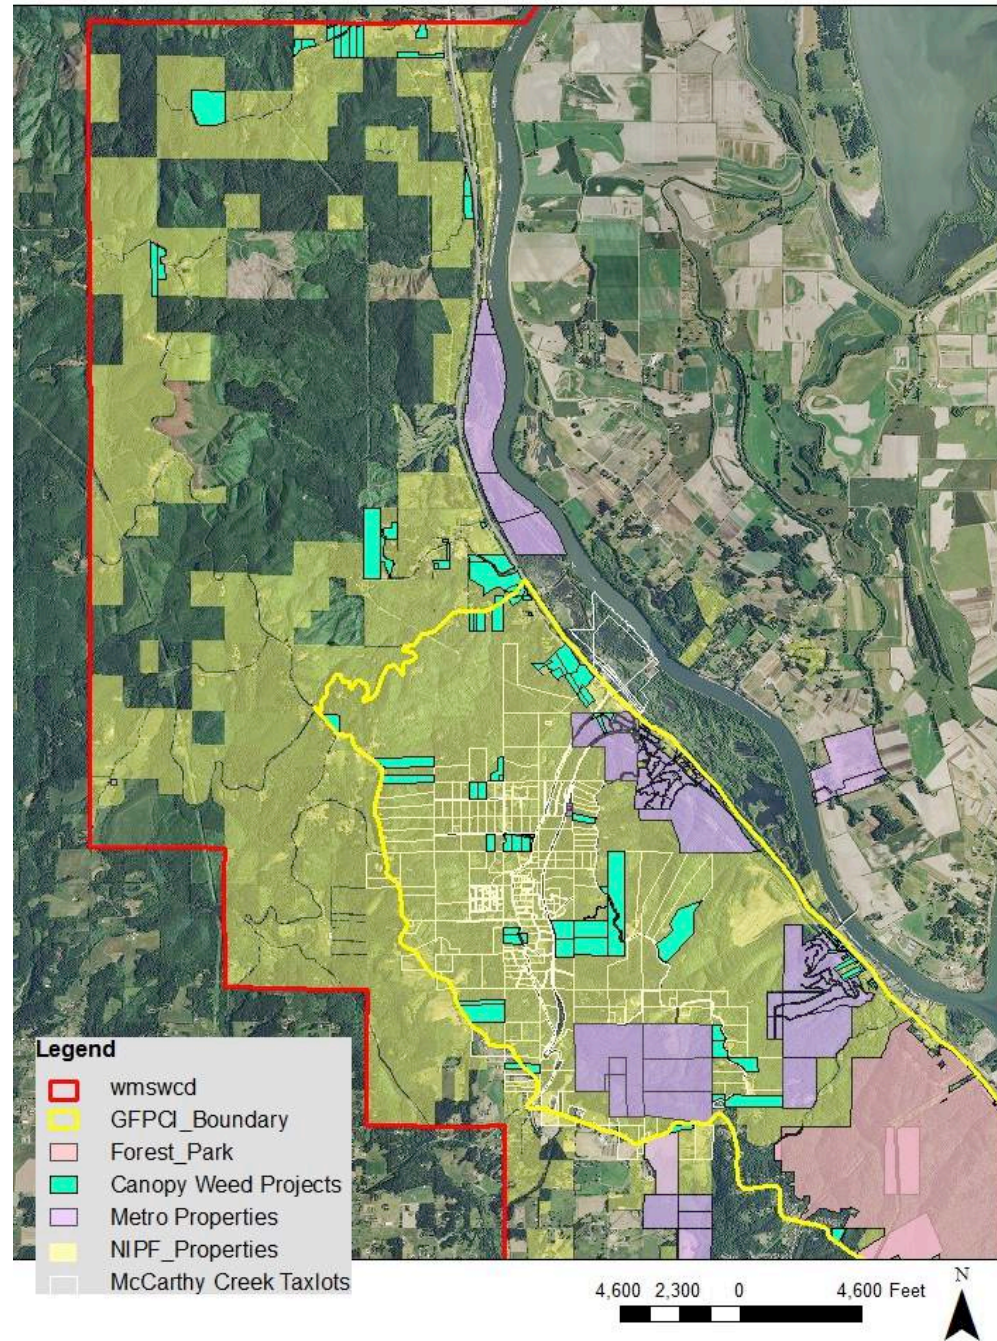 Legend
wmswcd
GFPCI_Boundary
Forest_Park
Canopy Weed Projects
Metro Properties
NIPF_Properties
McCarthy Creek Taxlots
4,600 2,300 0 4,600 Feet
N